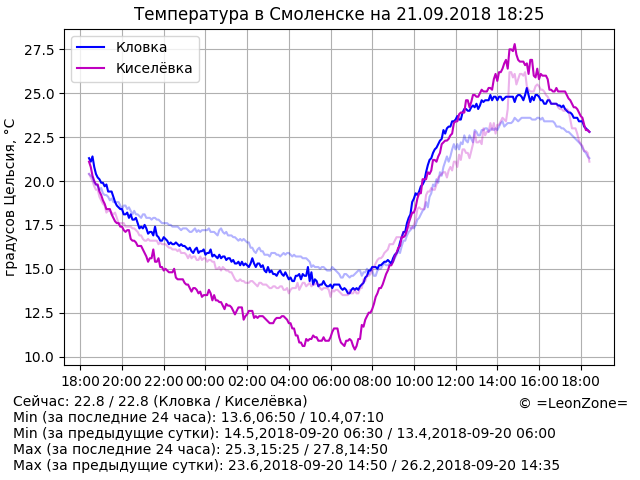 Температура в Смоленске на 21.09.2018 18:25
Кловка
Киселёвка
градусов Цельсия, °C
27.5
25.0
22.5
20.0
17.5
15.0
12.5
10.0
18:00 20:00 22:00 00:00 02:00 04:00 06:00 08:00 10:00 12:00 14:00 16:00 18:00
Сейчас: 22.8 / 22.8 (Кловка / Киселёвка)
© =LeonZone=
Min (за последние 24 часа): 13.6,06:50 / 10.4,07:10
Min (за предыдущие сутки): 14.5,2018-09-20 06:30 / 13.4,2018-09-20 06:00
Max (за последние 24 часа): 25.3,15:25 / 27.8,14:50
Max (за предыдущие сутки): 23.6,2018-09-20 14:50 / 26.2,2018-09-20 14:35